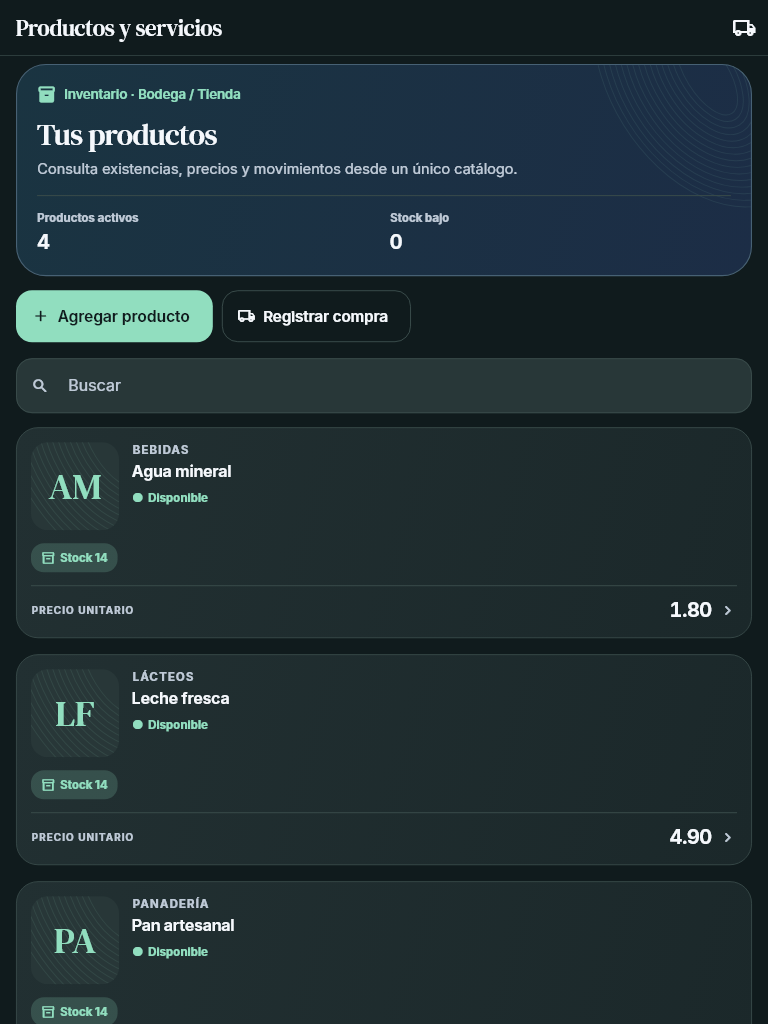 Productos y servicios
Inventario · Bodega / Tienda
Tus productos
Consulta existencias, precios y movimientos desde un único catálogo.
Productos activos
4
Stock bajo
0
Agregar producto
Registrar compra
Buscar
AM
BEBIDAS
Agua mineral
Disponible
Stock 14
PRECIO UNITARIO
1.80
LF
LÁCTEOS
Leche fresca
Disponible
Stock 14
PRECIO UNITARIO
4.90
PA
PANADERÍA
Pan artesanal
Disponible
Stock 14